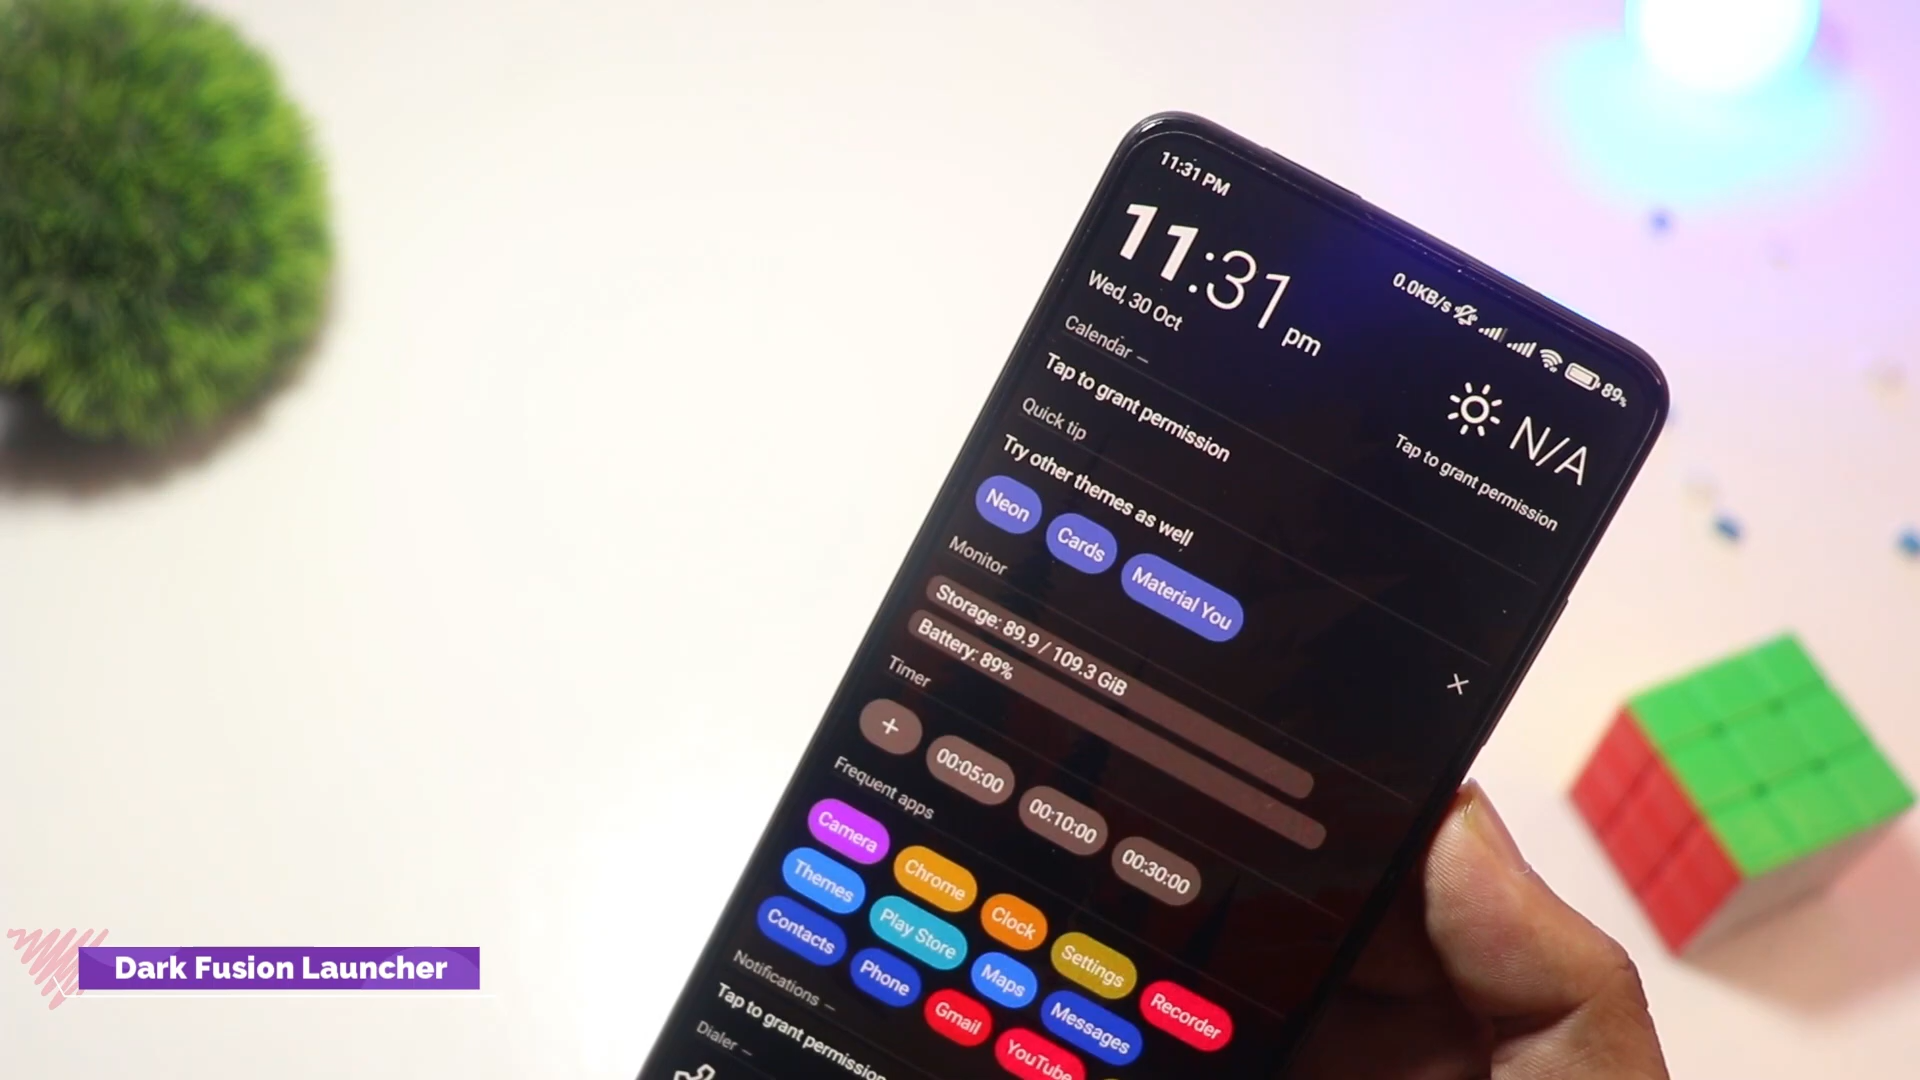 11:31 PM
0.0KB/s
89%
11:31 pm
Wed, 30 Oct
N/A
Tap to grant permission
Calendar –
Tap to grant permission
Quick tip
Try other themes as well
Neon
Cards
Material You
Monitor
Storage: 89.9 / 109.3 GiB
Battery: 89%
Timer
+
00:05:00
00:10:00
00:30:00
Frequent apps
Camera
Chrome
Clock
Settings
Recorder
Themes
Play Store
Maps
Messages
Contacts
Phone
Gmail
YouTube
Notifications –
Tap to grant permission
Dialer –
Dark Fusion Launcher